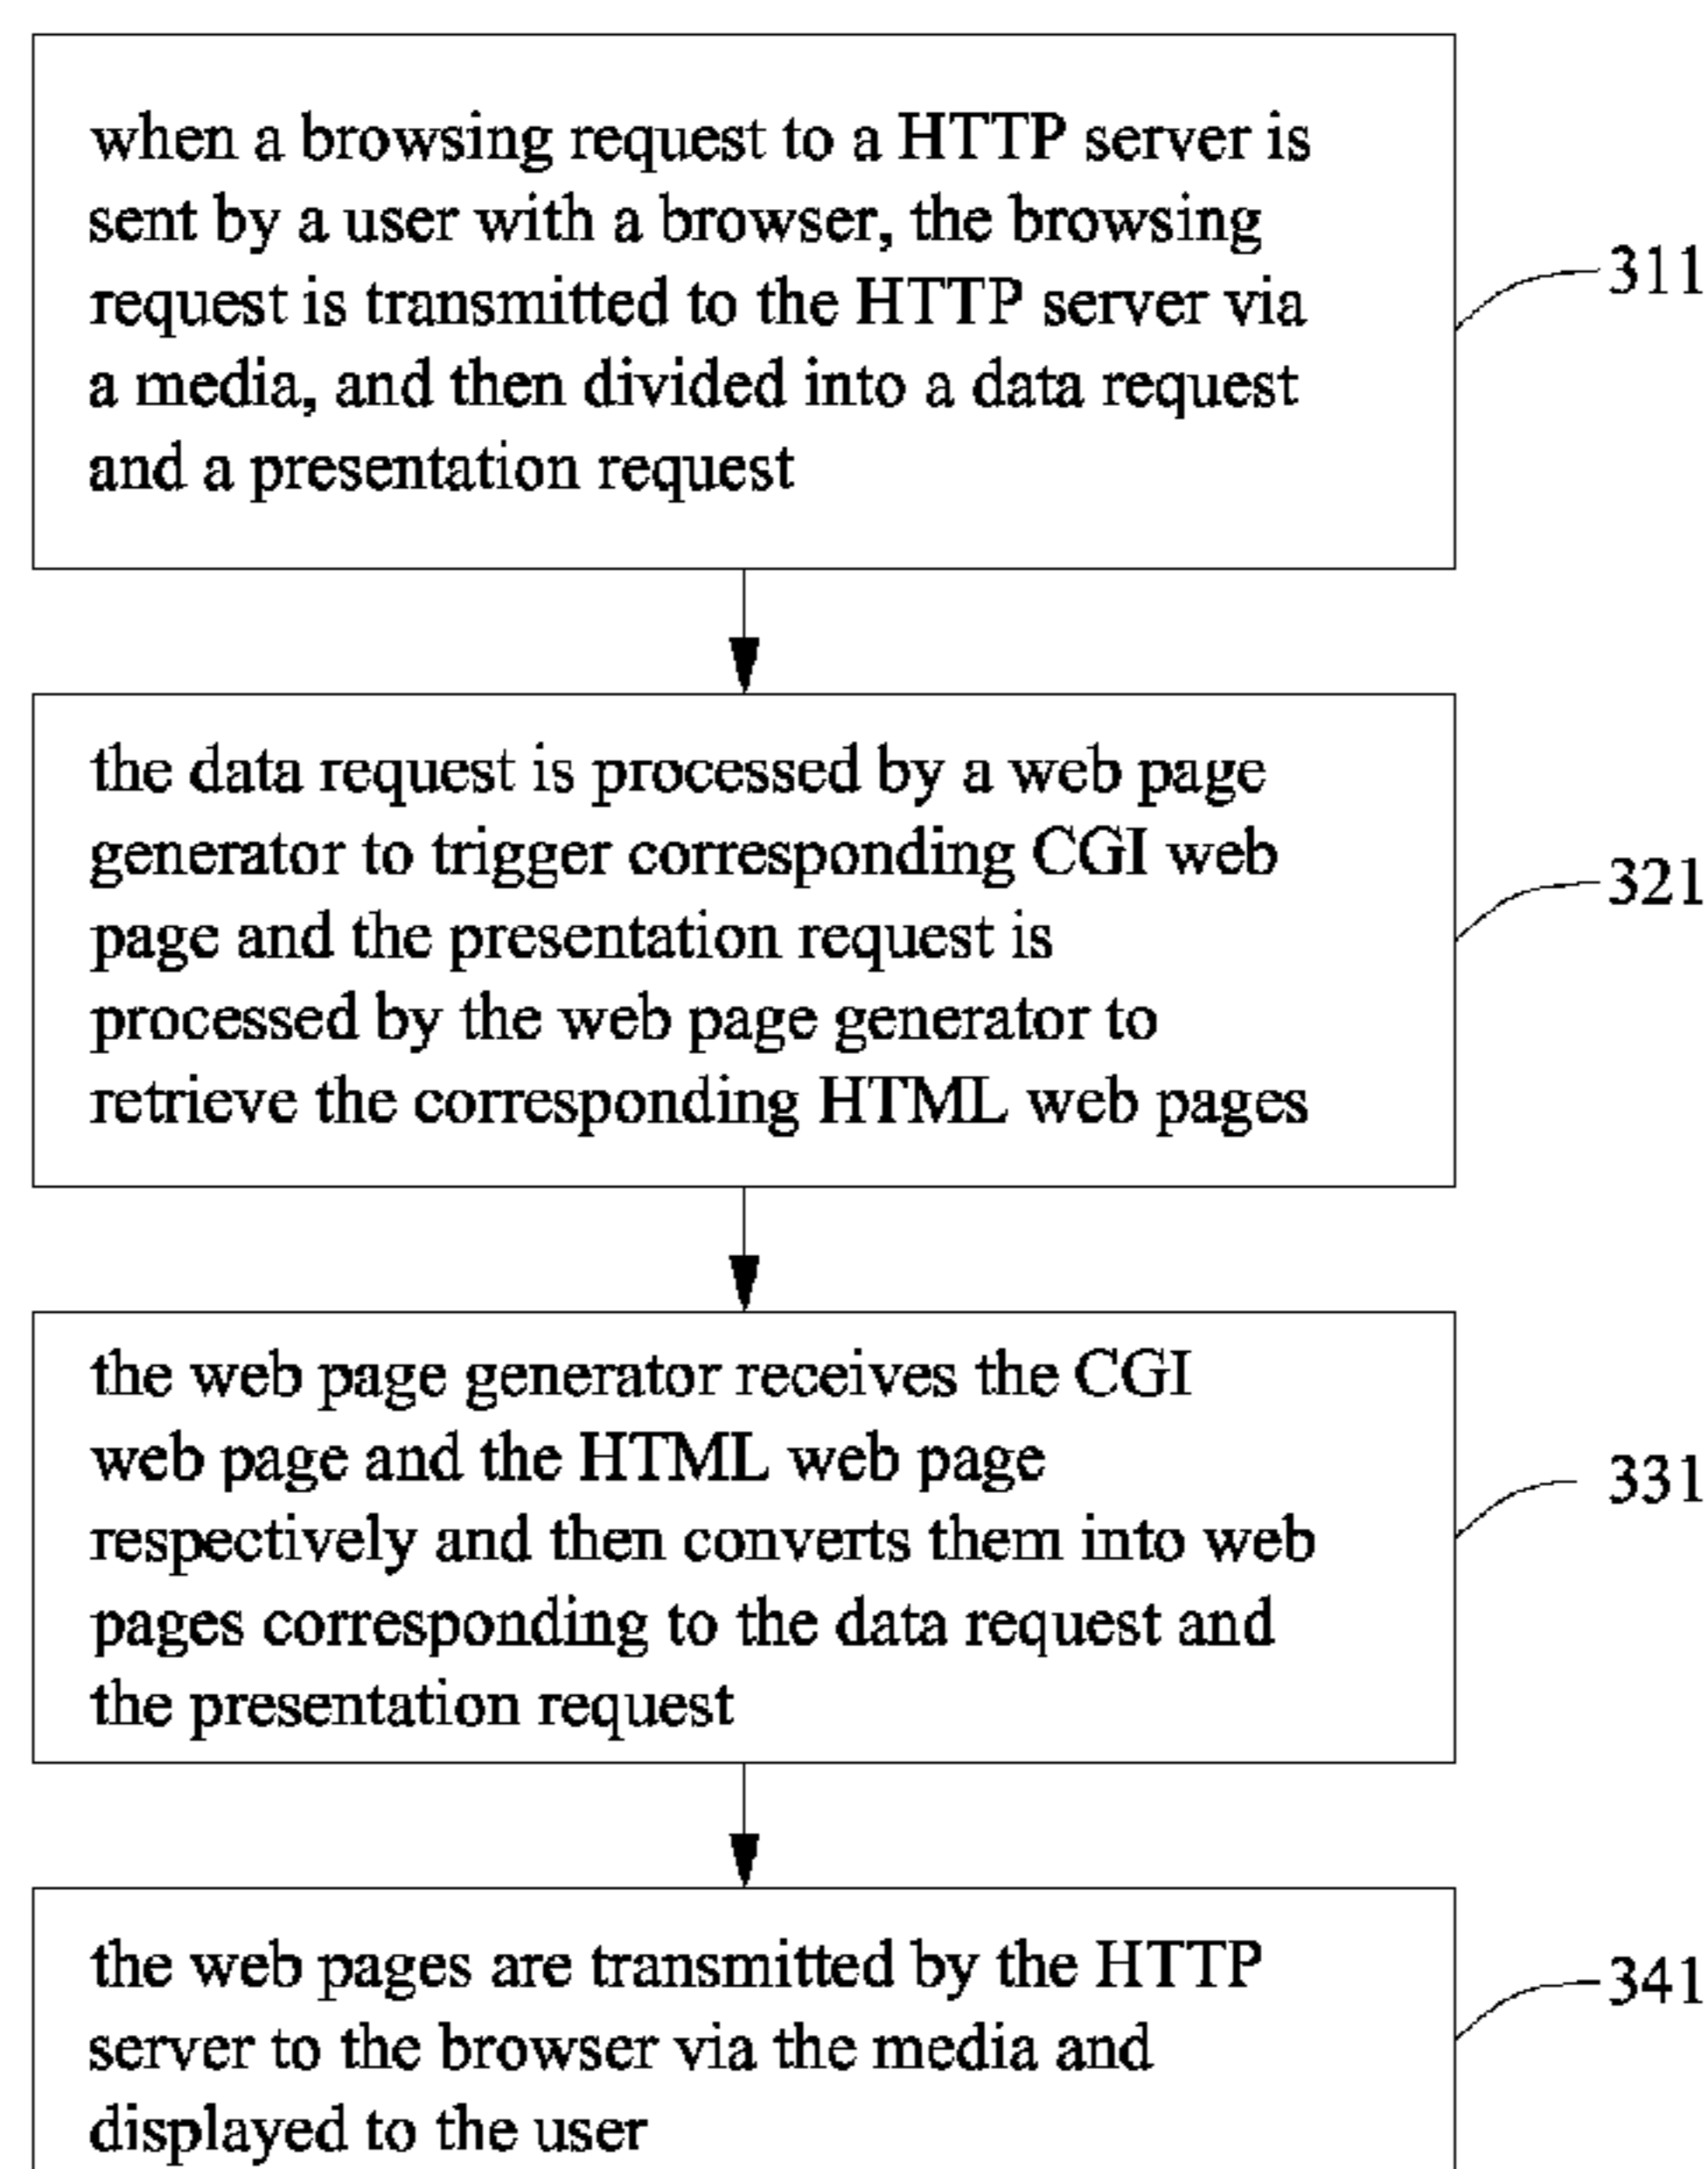 when a browsing request to a HTTP server is
sent by a user with a browser, the browsing
request is transmitted to the HTTP server via
a media, and then divided into a data request
and a presentation request
311
the data request is processed by a web page
generator to trigger corresponding CGI web
page and the presentation request is
processed by the web page generator to
retrieve the corresponding HTML web pages
321
the web page generator receives the CGI
web page and the HTML web page
respectively and then converts them into web
pages corresponding to the data request and
the presentation request
331
the web pages are transmitted by the HTTP
server to the browser via the media and
displayed to the user
341